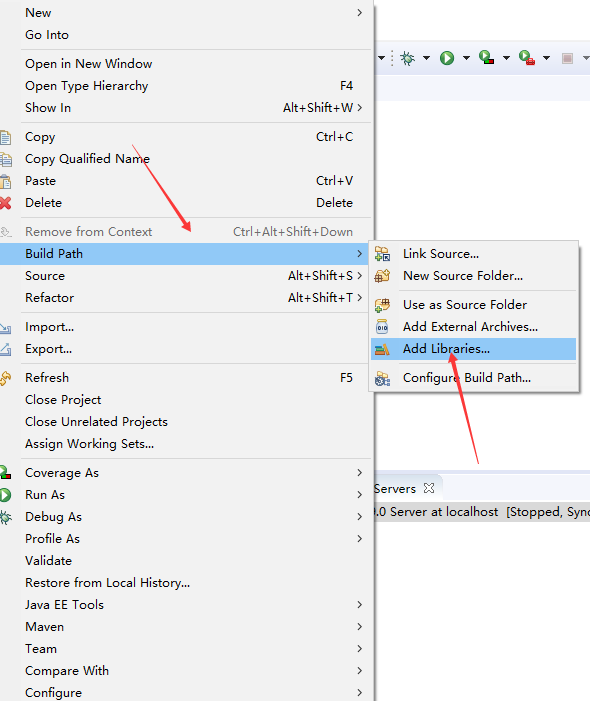 New
Go Into
Open in New Window
Open Type Hierarchy F4
Show In Alt+Shift+W
Copy Ctrl+C
Copy Qualified Name
Paste Ctrl+V
Delete Delete
Remove from Context Ctrl+Alt+Shift+Down
Build Path
Source Alt+Shift+S
Refactor Alt+Shift+T
Import...
Export...
Refresh F5
Close Project
Close Unrelated Projects
Assign Working Sets...
Coverage As
Run As
Debug As
Profile As
Validate
Restore from Local History...
Java EE Tools
Maven
Team
Compare With
Configure
Link Source...
New Source Folder...
Use as Source Folder
Add External Archives...
Add Libraries...
Configure Build Path...
Servers
.0 Server at localhost [Stopped, Sync